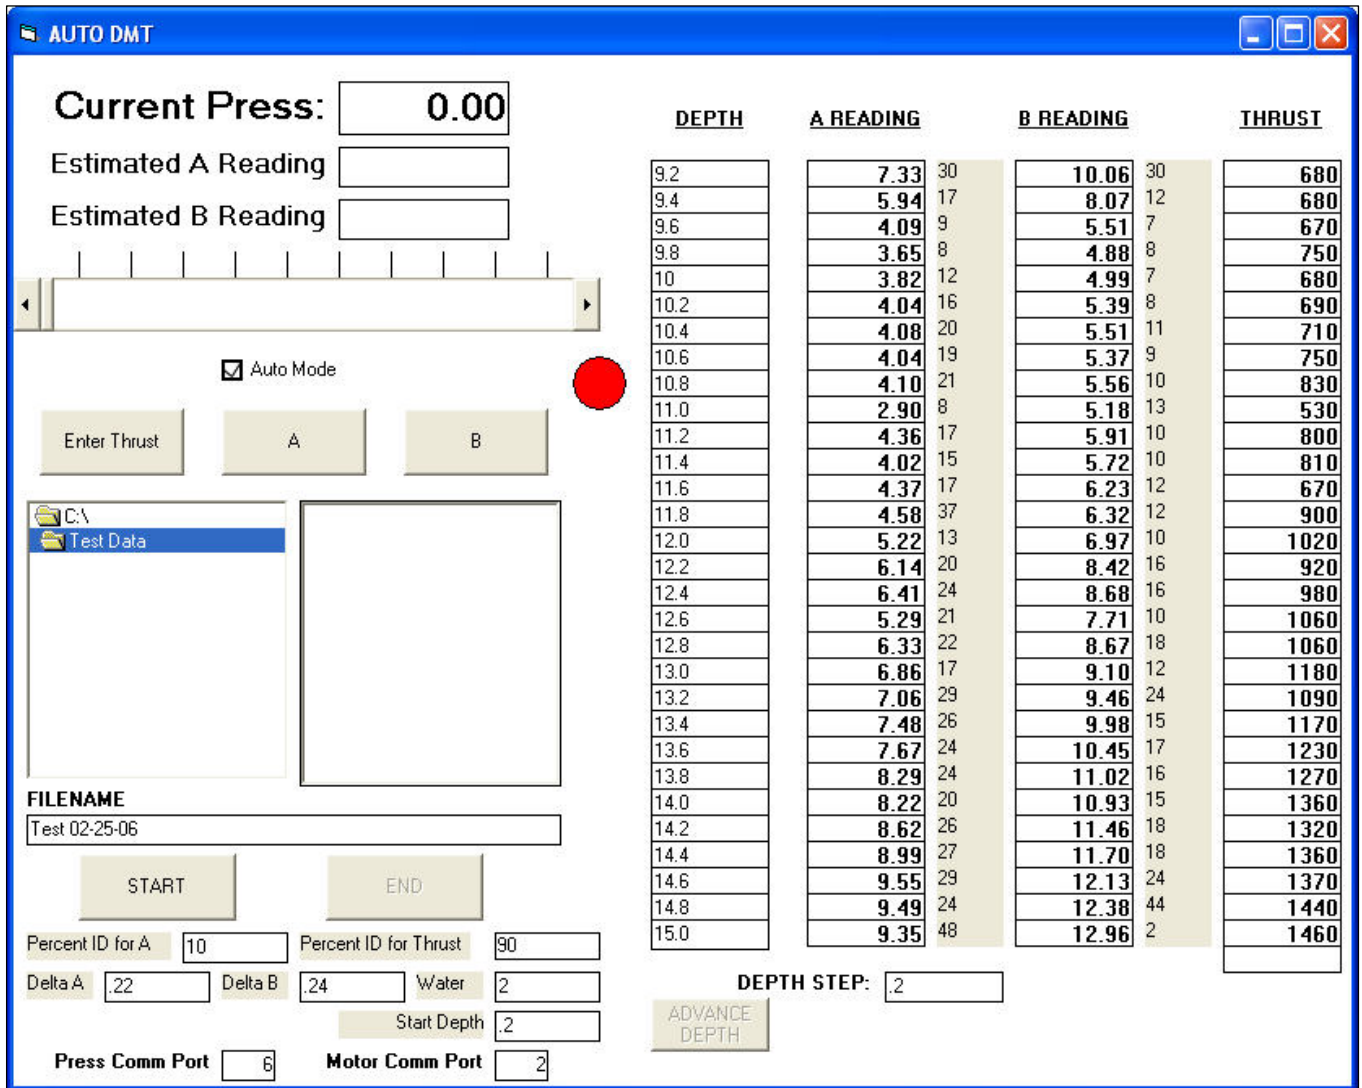 AUTO DMT
Current Press: 0.00
Estimated A Reading
Estimated B Reading
Auto Mode
Enter Thrust A B
C:\
Test Data
FILENAME
Test 02-25-06
START END
Percent ID for A 10 Percent ID for Thrust 90
Delta A .22 Delta B .24 Water 2
Start Depth .2
Press Comm Port 6 Motor Comm Port 2
DEPTH A READING B READING THRUST
9.2 7.33 30 10.06 30 680
9.4 5.94 17 8.07 12 680
9.6 4.09 9 5.51 7 670
9.8 3.65 8 4.88 8 750
10 3.82 12 4.99 7 680
10.2 4.04 16 5.39 8 690
10.4 4.08 20 5.51 11 710
10.6 4.04 19 5.37 9 750
10.8 4.10 21 5.56 10 830
11.0 2.90 8 5.18 13 530
11.2 4.36 17 5.91 10 800
11.4 4.02 15 5.72 10 810
11.6 4.37 17 6.23 12 670
11.8 4.58 37 6.32 12 900
12.0 5.22 13 6.97 10 1020
12.2 6.14 20 8.42 16 920
12.4 6.41 24 8.68 16 980
12.6 5.29 21 7.71 10 1060
12.8 6.33 22 8.67 18 1060
13.0 6.86 17 9.10 12 1180
13.2 7.06 29 9.46 24 1090
13.4 7.48 26 9.98 15 1170
13.6 7.67 24 10.45 17 1230
13.8 8.29 24 11.02 16 1270
14.0 8.22 20 10.93 15 1360
14.2 8.62 26 11.46 18 1320
14.4 8.99 27 11.70 18 1360
14.6 9.55 29 12.13 24 1370
14.8 9.49 24 12.38 44 1440
15.0 9.35 48 12.96 2 1460
DEPTH STEP: .2
ADVANCE
DEPTH